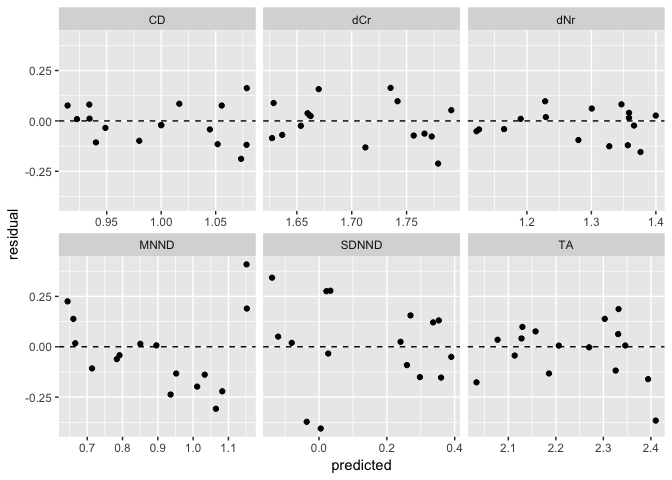 CD dCr dNr
0.25
0.00
-0.25
0.95 1.00 1.05 1.65 1.70 1.75 1.2 1.3 1.4
residual
MNND SDNND TA
0.25
0.00
-0.25
0.7 0.8 0.9 1.0 1.1 0.0 0.2 0.4 2.1 2.2 2.3 2.4
predicted